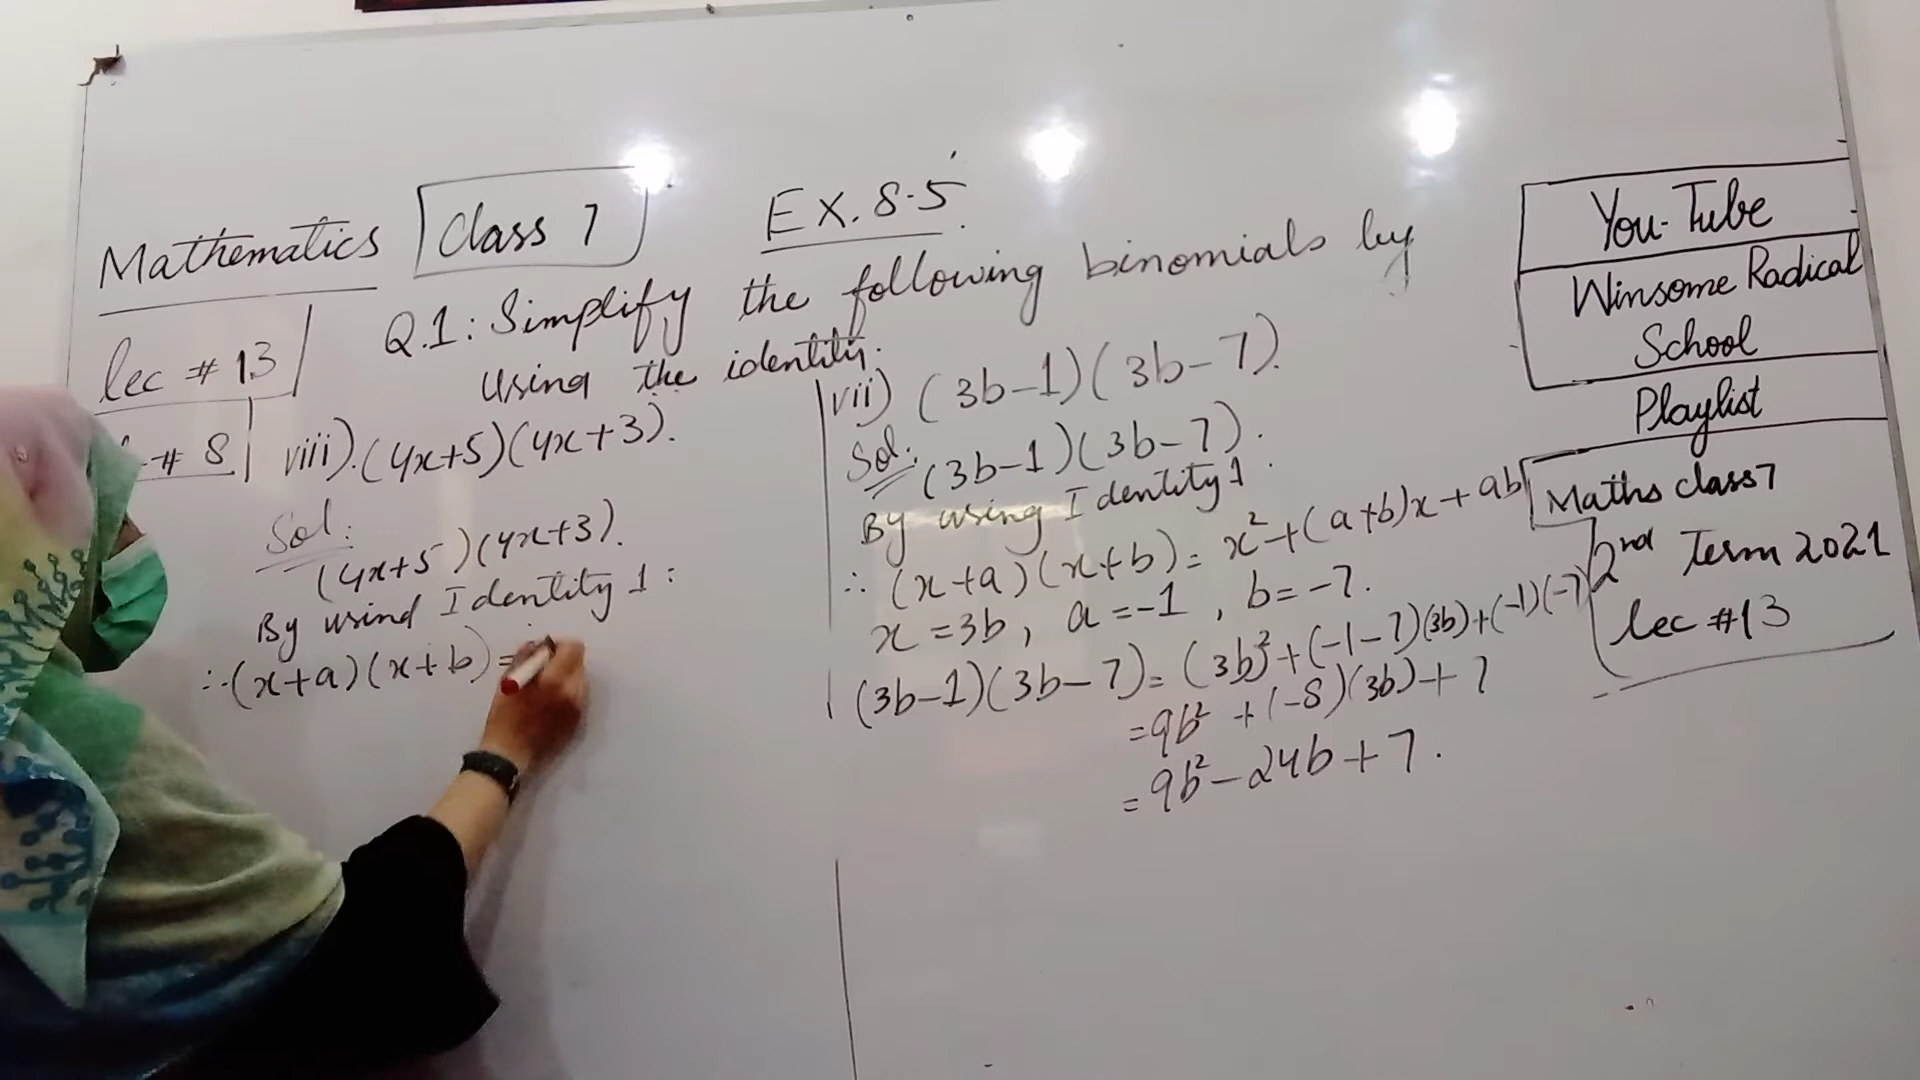 Mathematics
Class 7
EX. 8.5
lec # 13
# 8
Q.1: Simplify the following binomials by
using the identity.
viii). (4x+5)(4x+3).
Sol:
(4x+5)(4x+3).
By usind Identity 1:
∴ (x+a)(x+b) =
vii) (3b-1)(3b-7).
Sol:
(3b-1)(3b-7).
By using Identity 1:
∴ (x+a)(x+b) = x²+(a+b)x+ab
x = 3b, a = -1, b = -7.
(3b-1)(3b-7) = (3b)²+(-1-7)(3b)+(-1)(-7)
= 9b² + (-8)(3b)+7
= 9b²-24b+7.
You-Tube
Winsome Radical
School
Playlist
Maths class 7
2nd Term 2021
lec #13